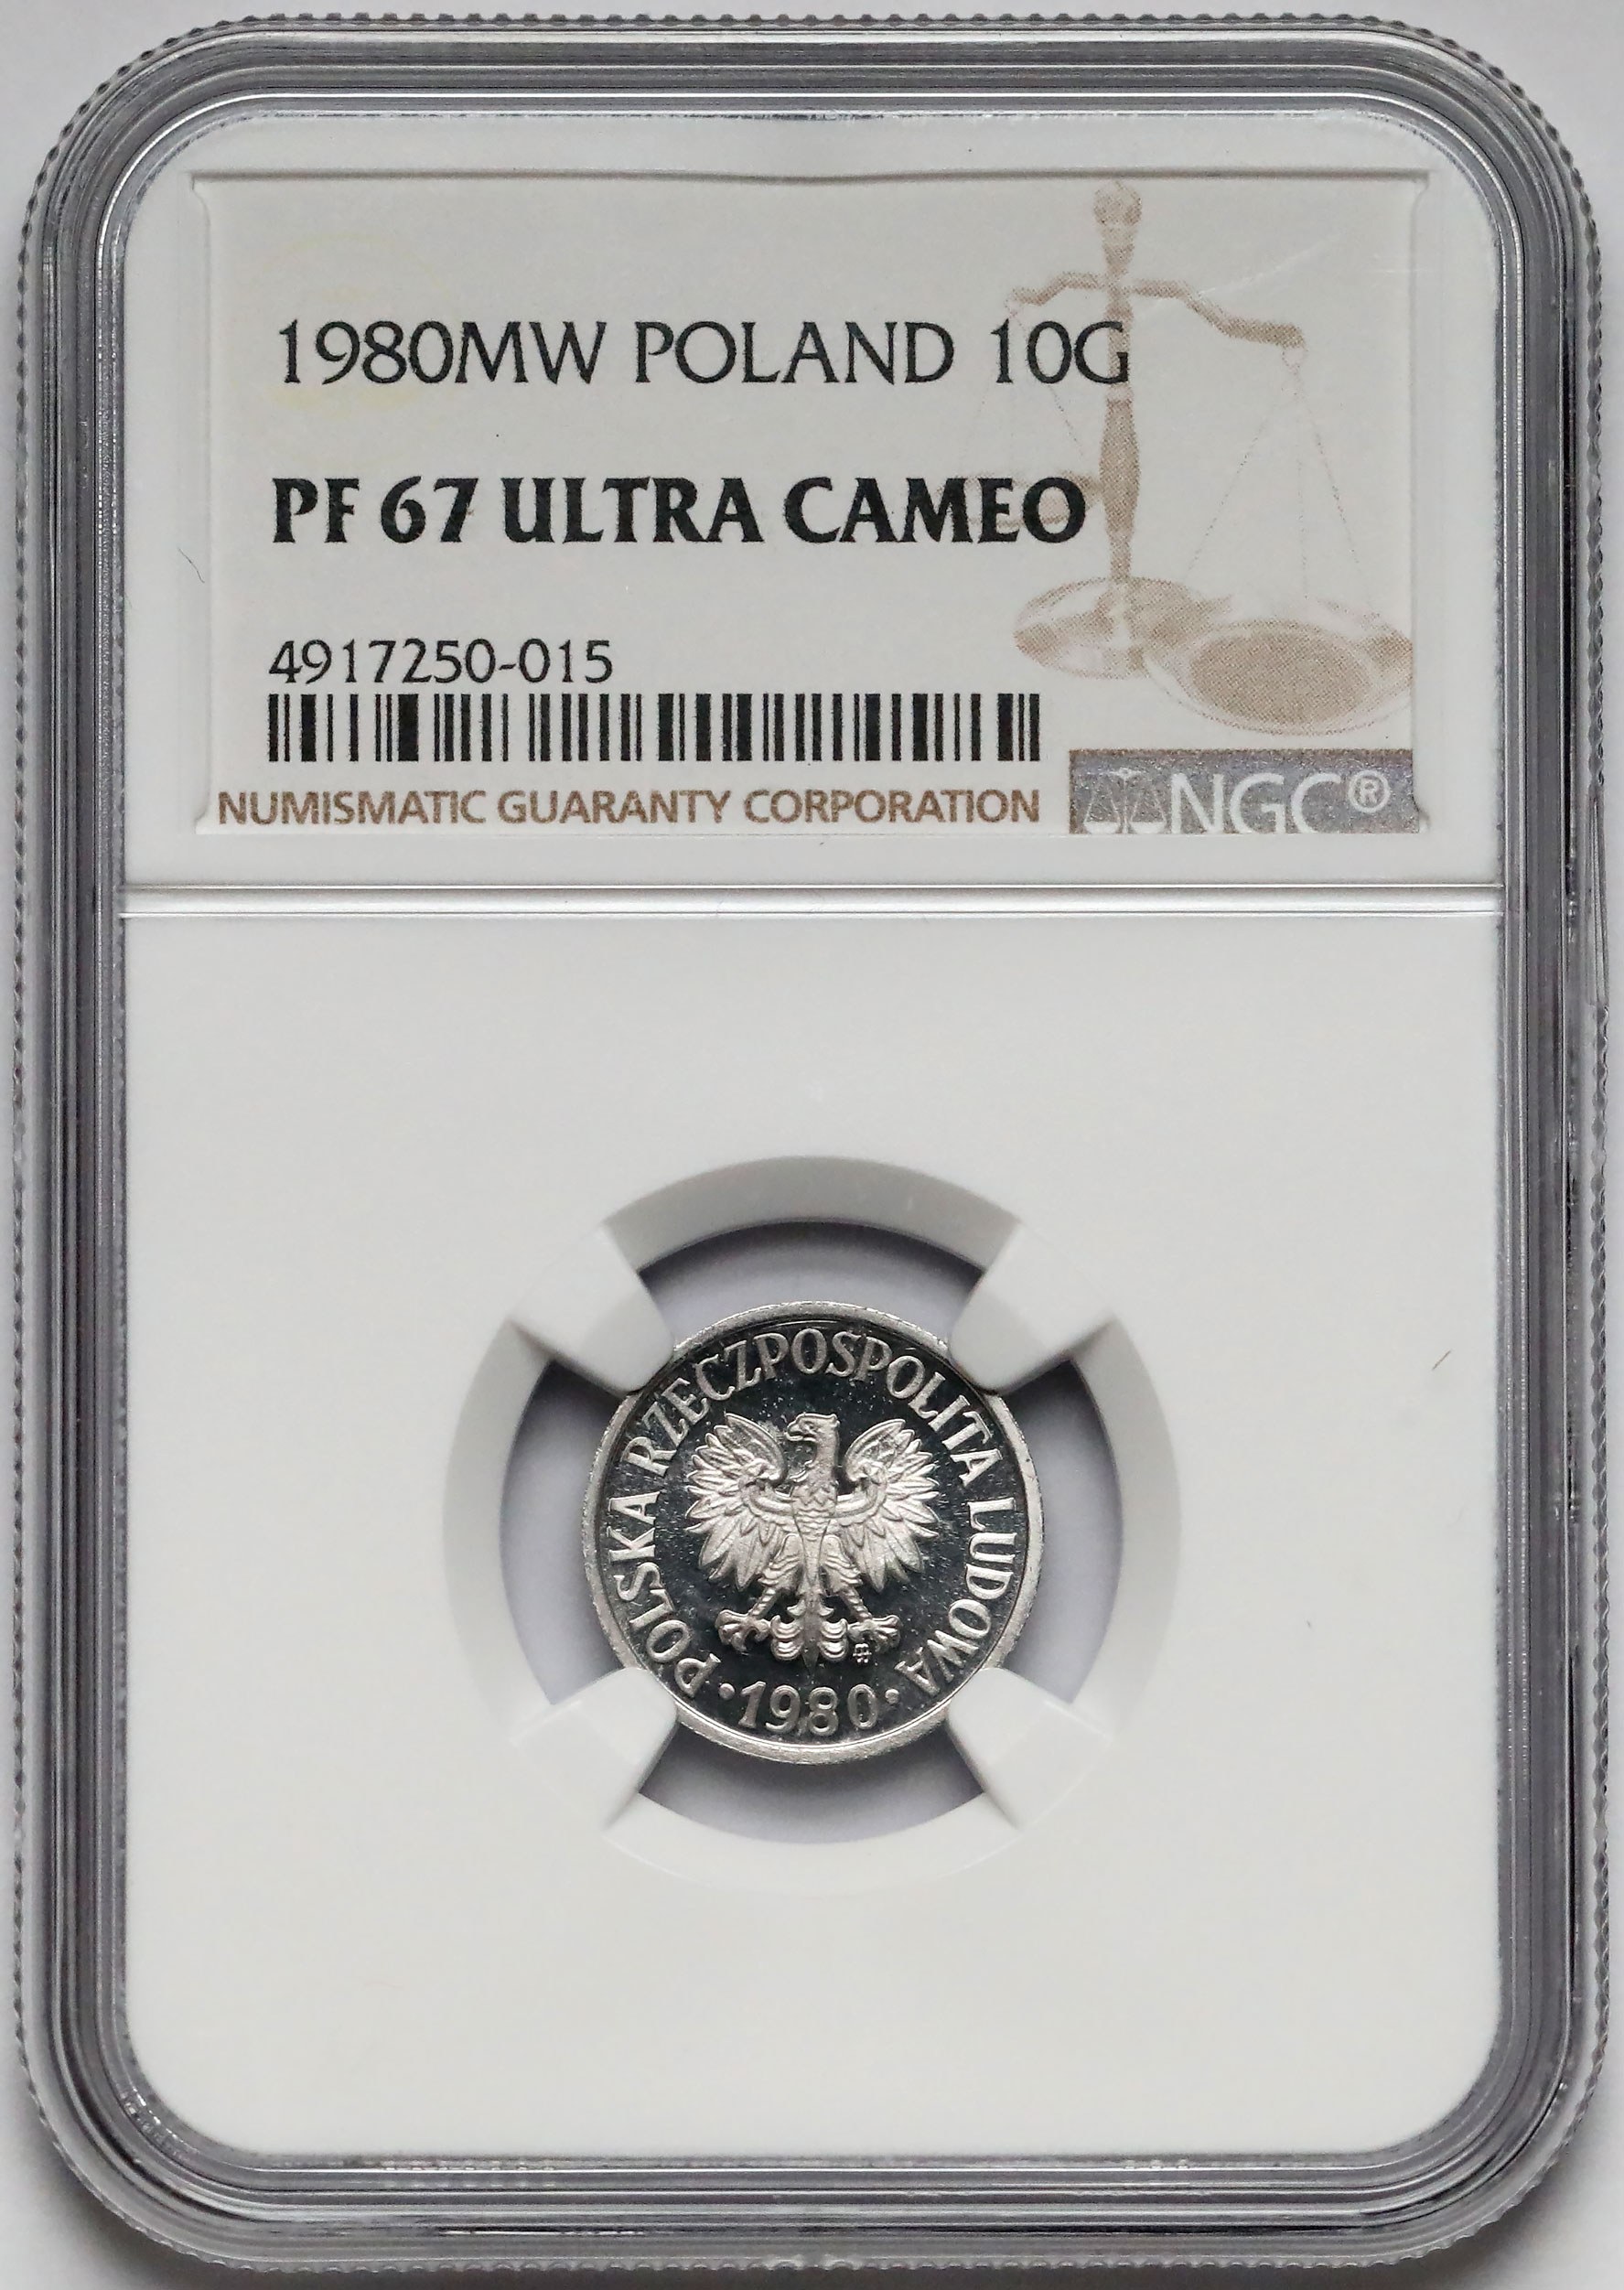 1980MW POLAND 10G
PF 67 ULTRA CAMEO
4917250-015
NUMISMATIC GUARANTY CORPORATION
NGC®
POLSKA RZECZPOSPOLITA LUDOWA
·1980·